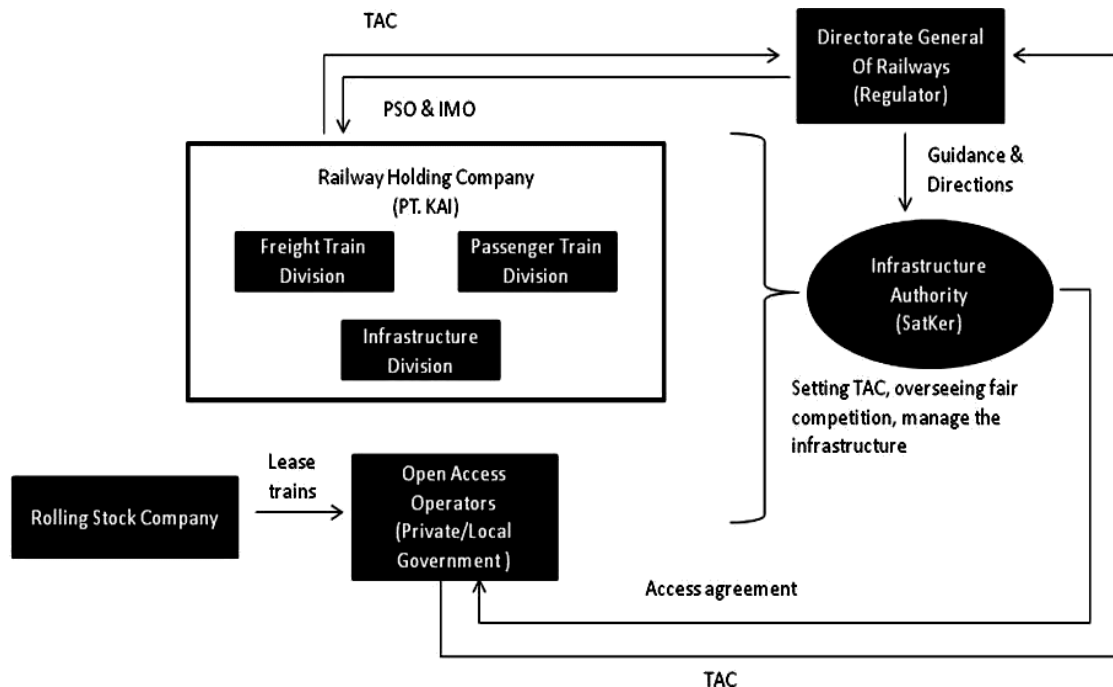 TAC
Directorate General
Of Railways
(Regulator)
PSO & IMO
Guidance &
Directions
Railway Holding Company
(PT. KAI)
Freight Train
Division
Passenger Train
Division
Infrastructure
Division
Infrastructure
Authority
(SatKer)
Setting TAC, overseeing fair
competition, manage the
infrastructure
Lease
trains
Rolling Stock Company
Open Access
Operators
(Private/Local
Government )
Access agreement
TAC